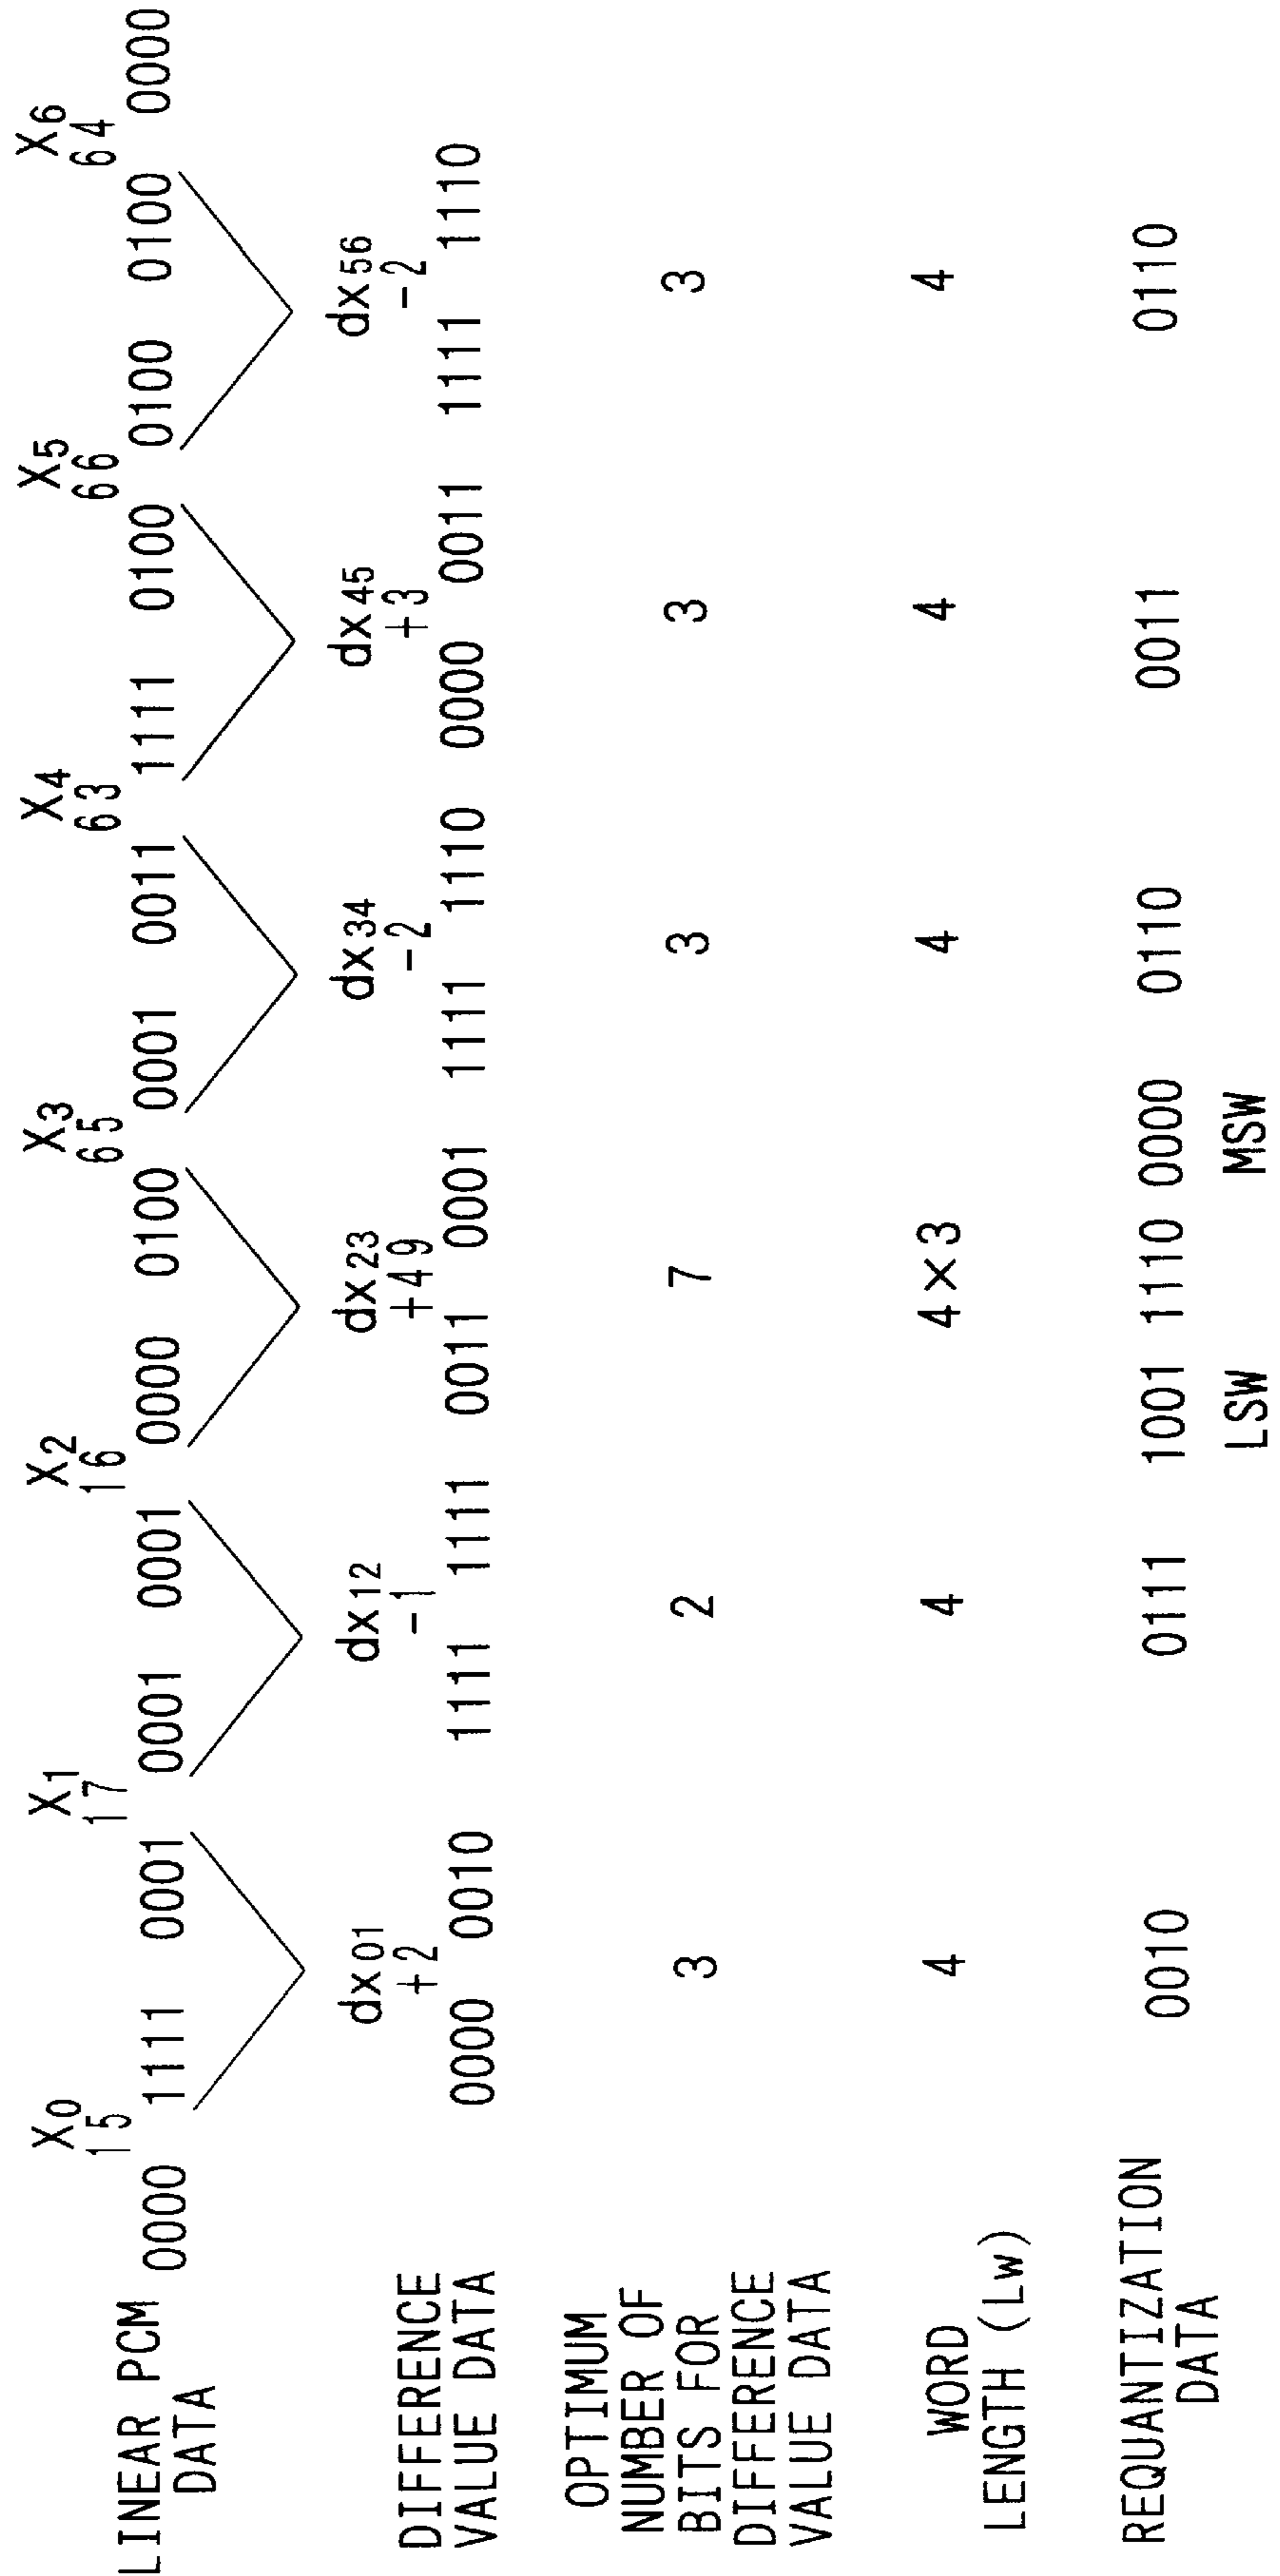 X0 X1 X2 X3 X4 X5 X6
15 17 16 65 63 66 64
LINEAR PCM DATA
0000 1111 0001 0001 0001 0000 0100 0001 0011 1111 0100 0100 0100 0000
dx01 dx12 dx23 dx34 dx45 dx56
+2 -1 +49 -2 +3 -2
DIFFERENCE VALUE DATA
0000 0010 1111 1111 0011 0001 1111 1110 0000 0011 1111 1110
OPTIMUM NUMBER OF BITS FOR DIFFERENCE VALUE DATA
3 2 7 3 3 3
WORD LENGTH (Lw)
4 4 4×3 4 4 4
REQUANTIZATION DATA
0010 0111 1001 1110 0000 0110 0011 0110
LSW MSW